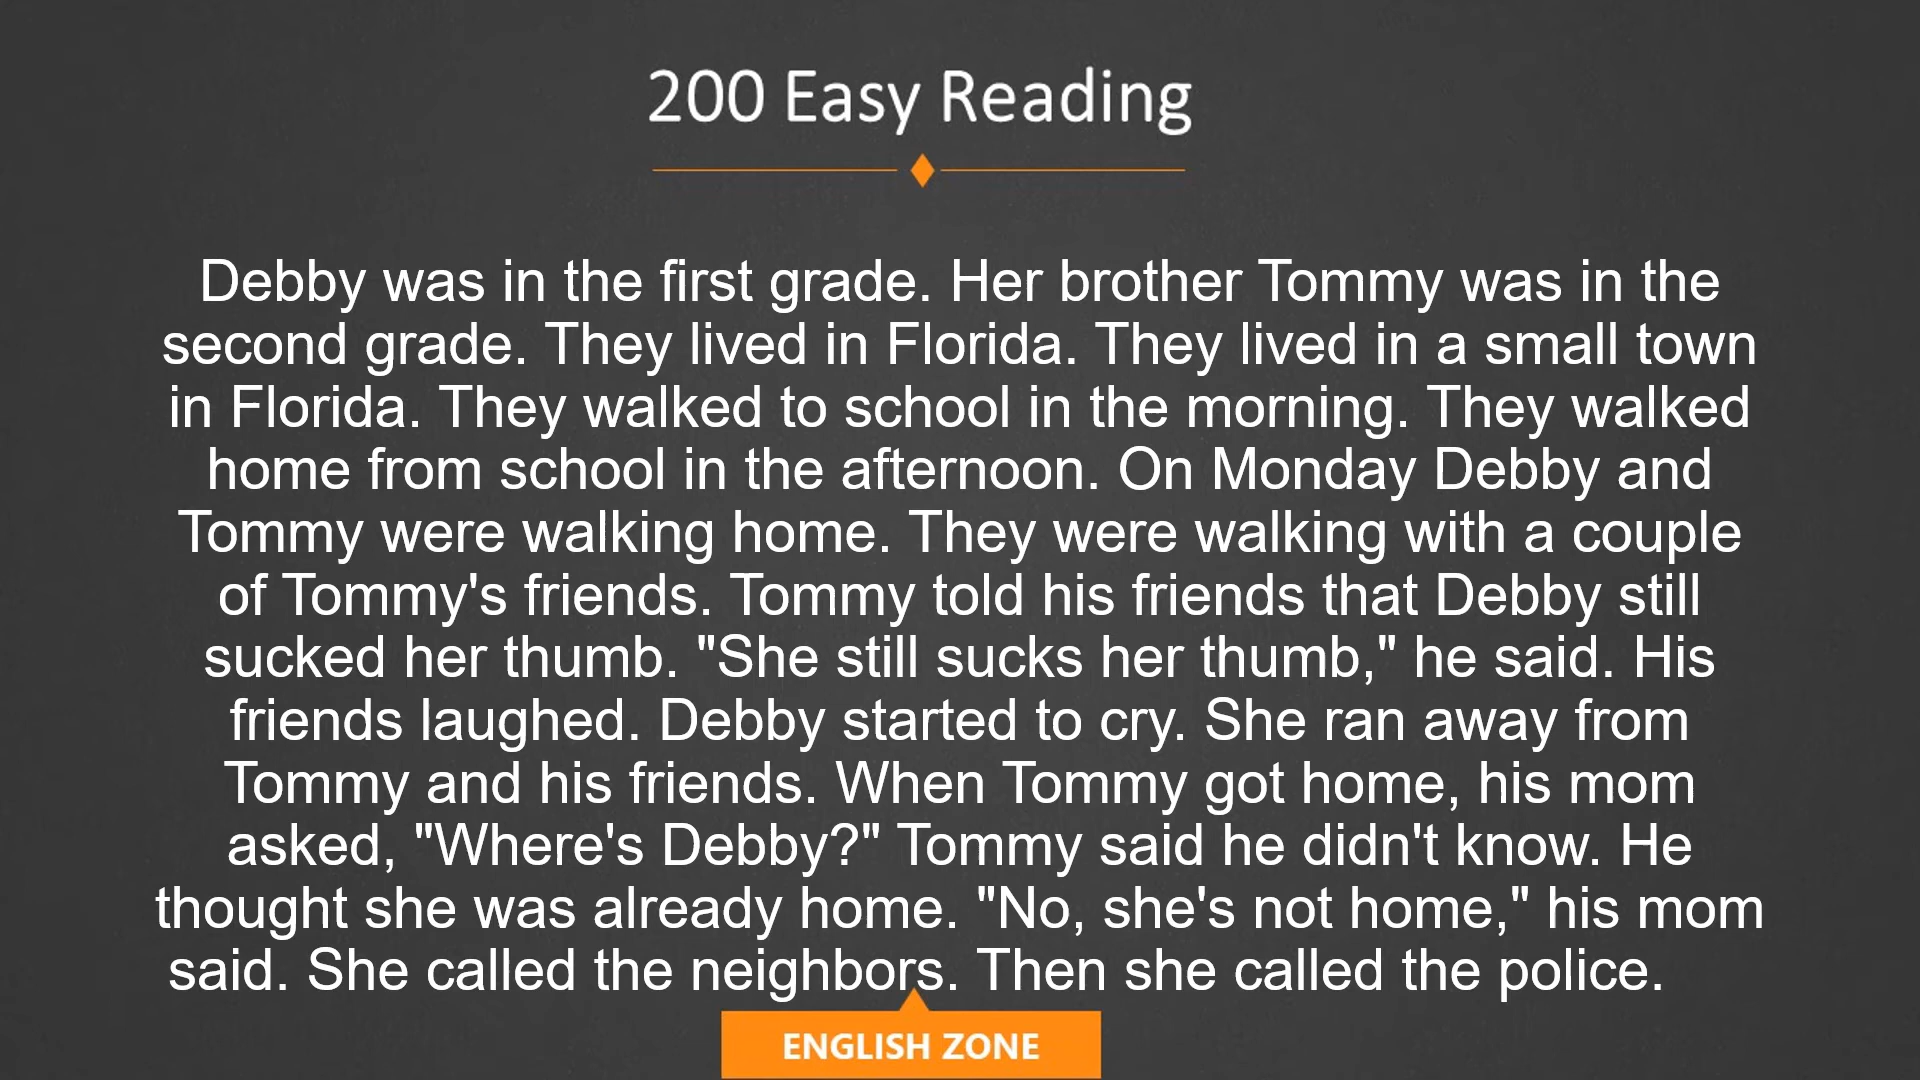 200 Easy Reading
Debby was in the first grade. Her brother Tommy was in the
second grade. They lived in Florida. They lived in a small town
in Florida. They walked to school in the morning. They walked
home from school in the afternoon. On Monday Debby and
Tommy were walking home. They were walking with a couple
of Tommy's friends. Tommy told his friends that Debby still
sucked her thumb. "She still sucks her thumb," he said. His
friends laughed. Debby started to cry. She ran away from
Tommy and his friends. When Tommy got home, his mom
asked, "Where's Debby?" Tommy said he didn't know. He
thought she was already home. "No, she's not home," his mom
said. She called the neighbors. Then she called the police.
ENGLISH ZONE